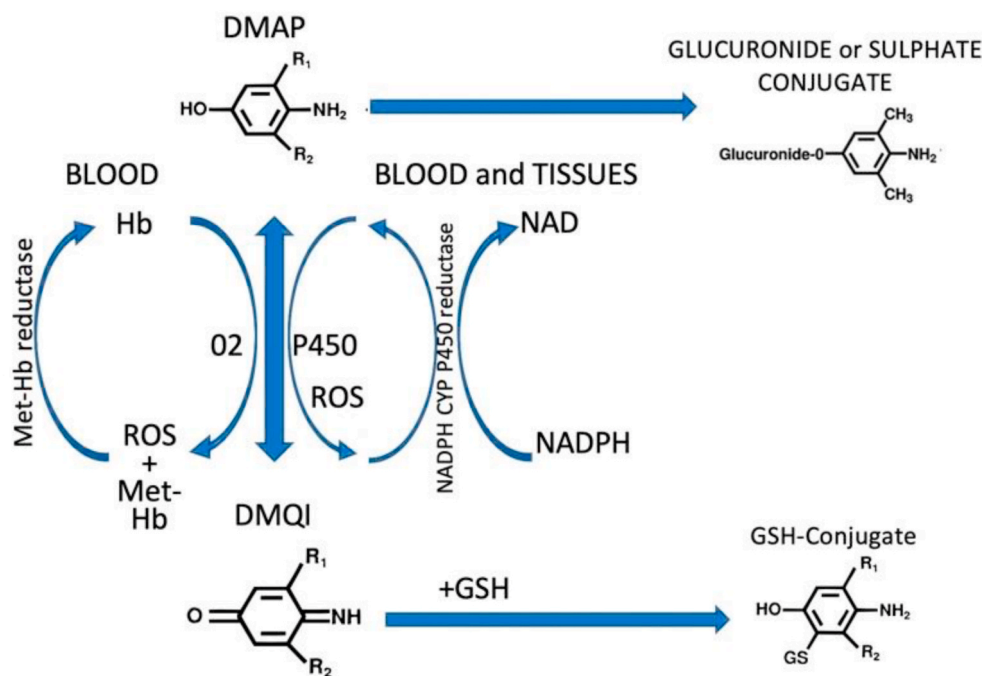 DMAP
R1
HO
NH2
R2
GLUCURONIDE or SULPHATE
CONJUGATE
CH3
Glucuronide-0
NH2
CH3
BLOOD
BLOOD and TISSUES
Hb
NAD
Met-Hb reductase
02
P450
NADPH CYP P450 reductase
ROS
ROS
+
Met-
Hb
NADPH
DMQI
R1
O
NH
R2
+GSH
GSH-Conjugate
R1
HO
NH2
GS
R2